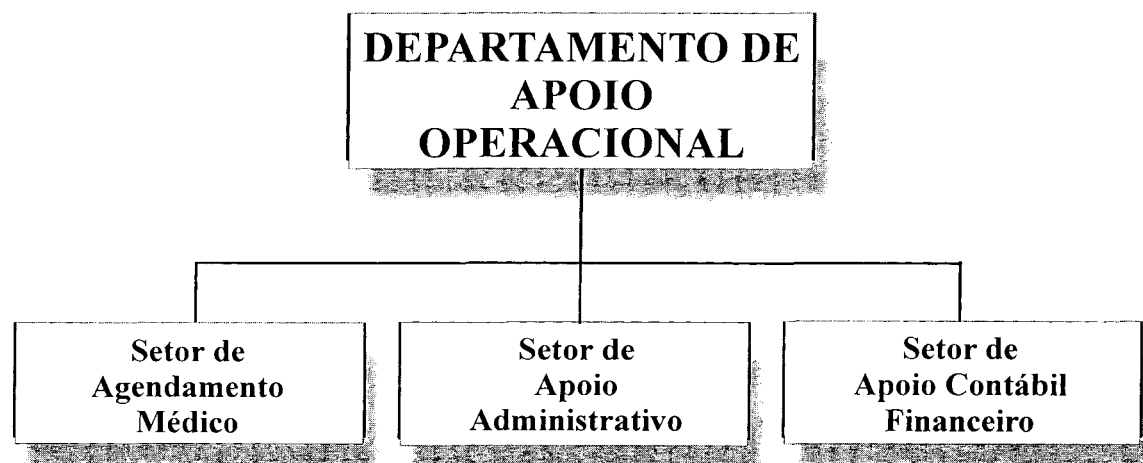 DEPARTAMENTO DE
APOIO
OPERACIONAL
Setor de
Agendamento
Médico
Setor de
Apoio
Administrativo
Setor de
Apoio Contábil
Financeiro